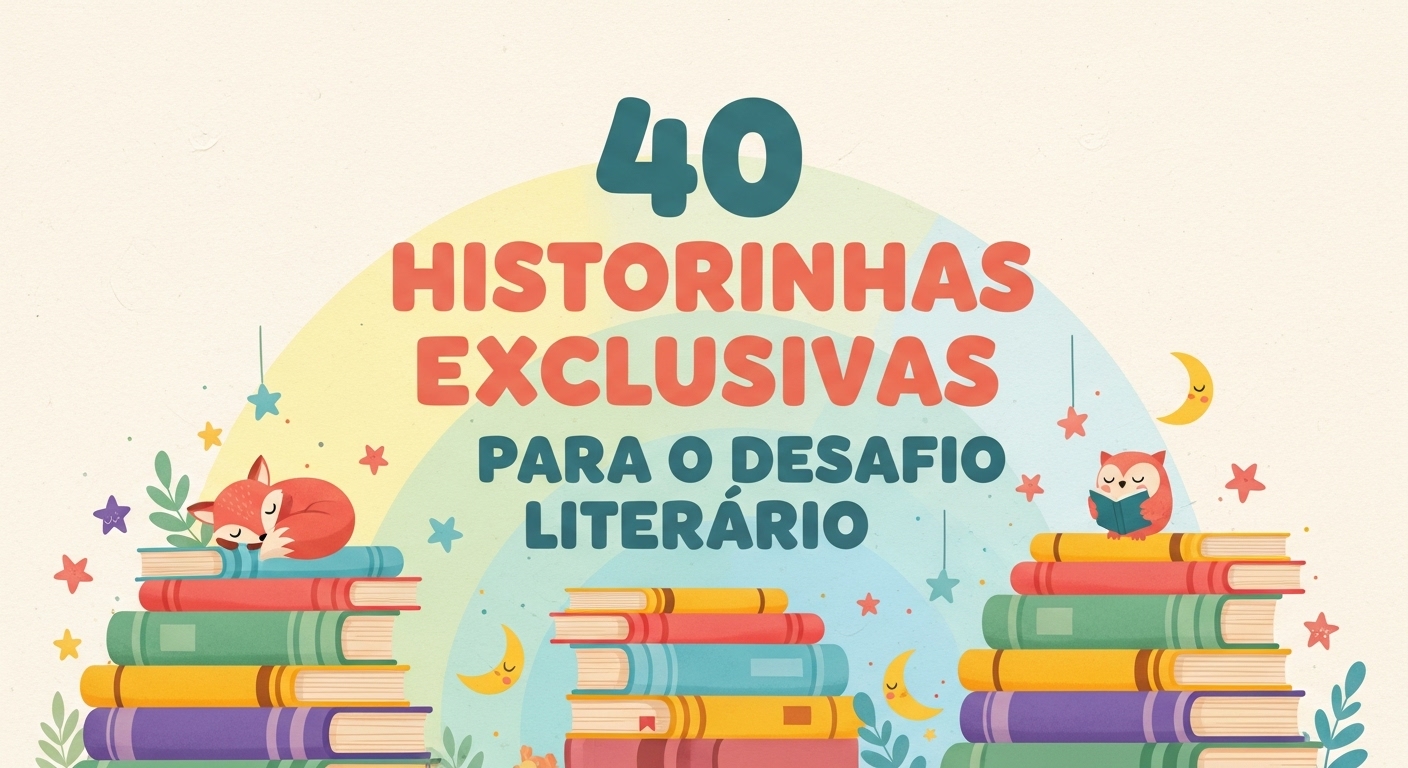 40
HISTORINHAS
EXCLUSIVAS
PARA O DESAFIO
LITERÁRIO